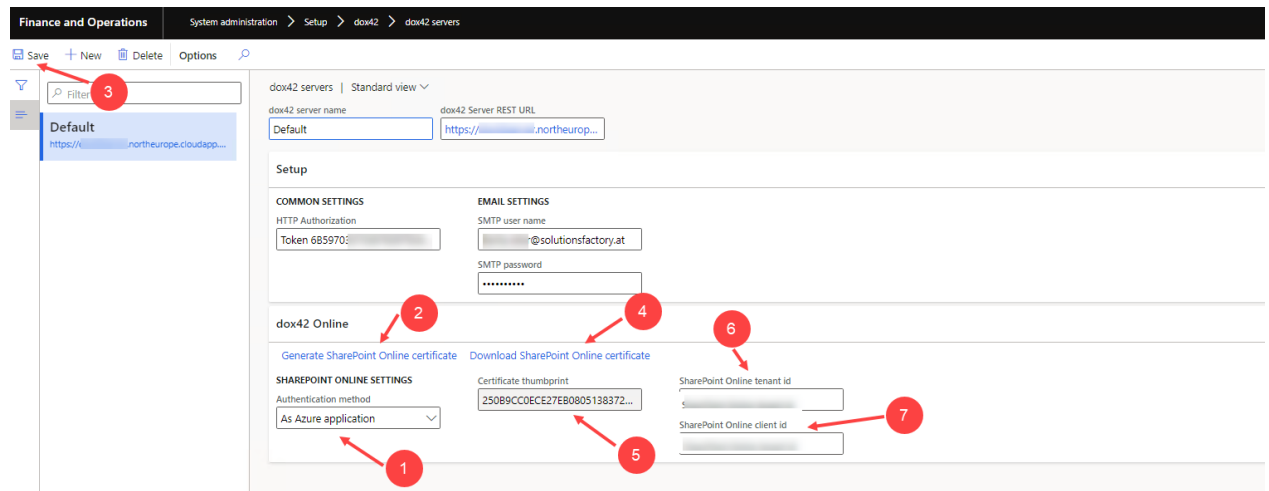 Finance and Operations System administration > Setup > dox42 > dox42 servers
Save + New Delete Options
3
Filter
Default
https:// .northeurope.cloudapp....
dox42 servers | Standard view
dox42 server name dox42 Server REST URL
Default https:// .northeurop...
Setup
COMMON SETTINGS EMAIL SETTINGS
HTTP Authorization SMTP user name
Token 6B5970 r@solutionsfactory.at
SMTP password
••••••••••
dox42 Online
2 4 6
Generate SharePoint Online certificate Download SharePoint Online certificate
SHAREPOINT ONLINE SETTINGS Certificate thumbprint SharePoint Online tenant id
Authentication method 250B9CC0ECE27EB0805138372...
As Azure application SharePoint Online client id
7
5
1